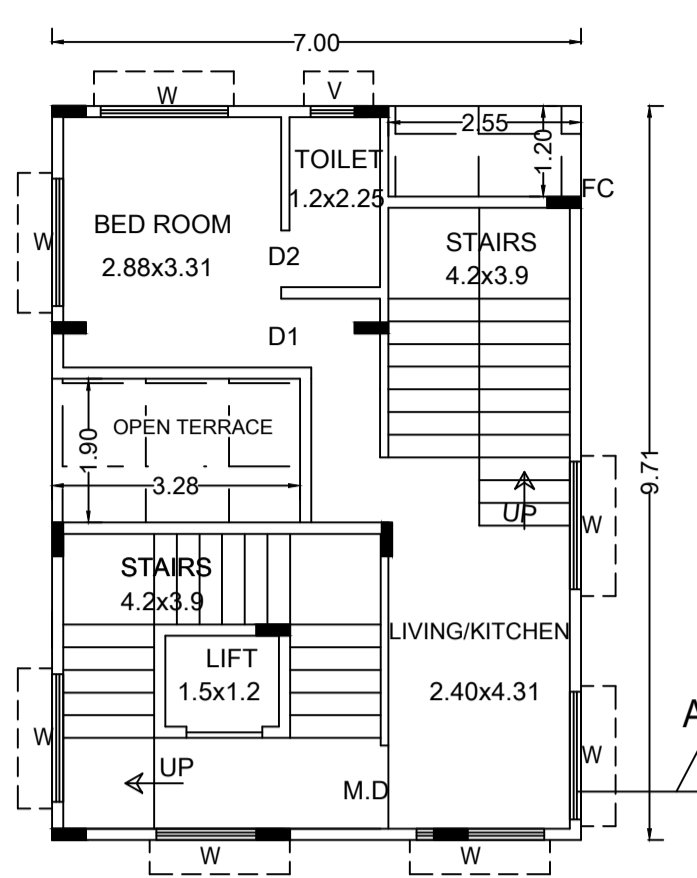 7.00
W
V
2.55
1.20
TOILET
1.2x2.25
FC
BED ROOM
2.88x3.31
W
D2
STAIRS
4.2x3.9
D1
OPEN TERRACE
1.90
3.28
9.71
UP
W
STAIRS
4.2x3.9
LIVING/KITCHEN
2.40x4.31
LIFT
1.5x1.2
W
W
A
UP
M.D
W
W